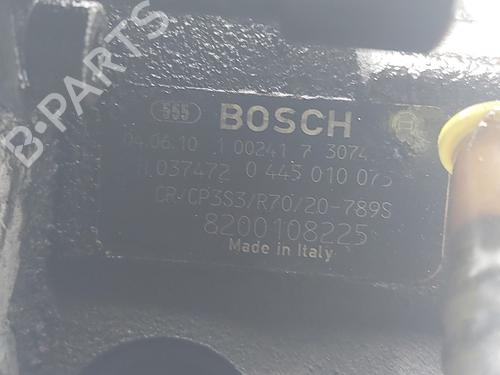 B-PARTS
555 BOSCH
04.06.10 1 00241 7 3074
037472 0 445 010 075
CR/CP3S3/R70/20-789S
8200108225
Made in Italy